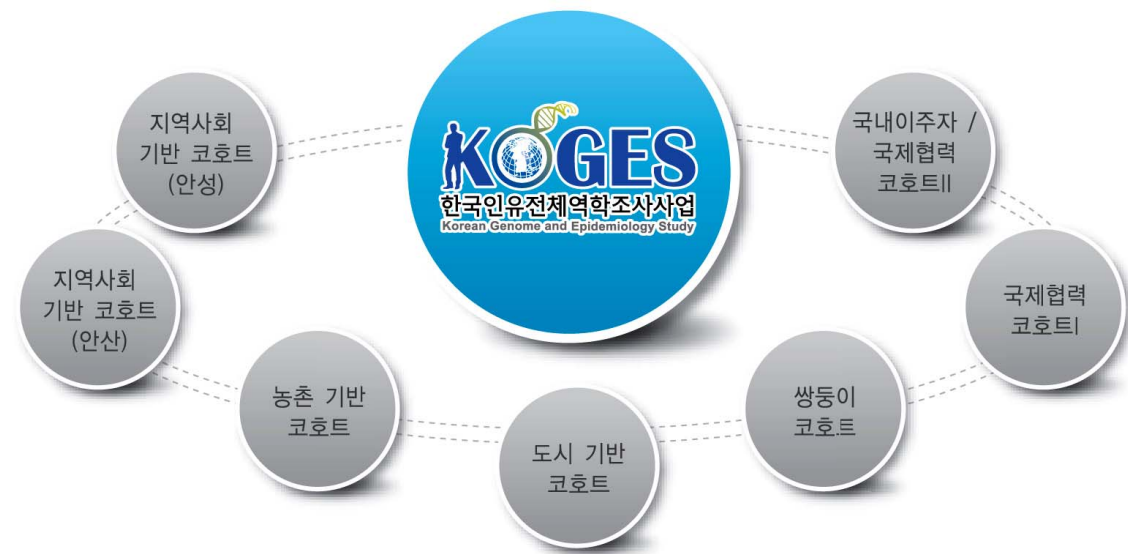 지역사회
기반 코호트
(안성)
지역사회
기반 코호트
(안산)
농촌 기반
코호트
도시 기반
코호트
쌍둥이
코호트
국제협력
코호트Ⅰ
국내이주자 /
국제협력
코호트Ⅱ
KOGES
한국인유전체역학조사사업
Korean Genome and Epidemiology Study